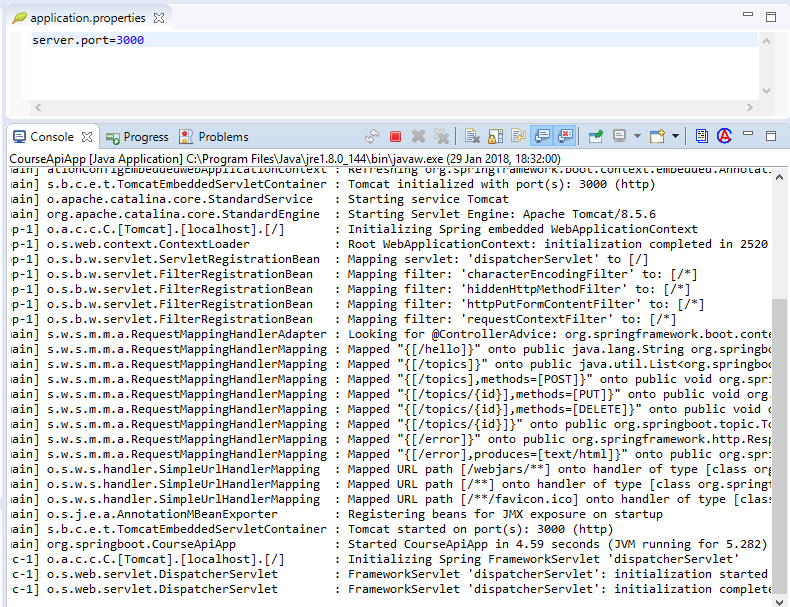 application.properties
server.port=3000
Console Progress Problems
CourseApiApp [Java Application] C:\Program Files\Java\jre1.8.0_144\bin\javaw.exe (29 Jan 2018, 18:32:00)
ain] ationConfigEmbeddedWebApplicationContext : Refreshing org.springframework.boot.context.embedded.Annotat
ain] s.b.c.e.t.TomcatEmbeddedServletContainer : Tomcat initialized with port(s): 3000 (http)
ain] o.apache.catalina.core.StandardService : Starting service Tomcat
ain] org.apache.catalina.core.StandardEngine : Starting Servlet Engine: Apache Tomcat/8.5.6
p-1] o.a.c.c.C.[Tomcat].[localhost].[/] : Initializing Spring embedded WebApplicationContext
p-1] o.s.web.context.ContextLoader : Root WebApplicationContext: initialization completed in 2520
p-1] o.s.b.w.servlet.ServletRegistrationBean : Mapping servlet: 'dispatcherServlet' to [/]
p-1] o.s.b.w.servlet.FilterRegistrationBean : Mapping filter: 'characterEncodingFilter' to: [/*]
p-1] o.s.b.w.servlet.FilterRegistrationBean : Mapping filter: 'hiddenHttpMethodFilter' to: [/*]
p-1] o.s.b.w.servlet.FilterRegistrationBean : Mapping filter: 'httpPutFormContentFilter' to: [/*]
p-1] o.s.b.w.servlet.FilterRegistrationBean : Mapping filter: 'requestContextFilter' to: [/*]
ain] s.w.s.m.m.a.RequestMappingHandlerAdapter : Looking for @ControllerAdvice: org.springframework.boot.conte
ain] s.w.s.m.m.a.RequestMappingHandlerMapping : Mapped "{[/hello]}" onto public java.lang.String org.springbo
ain] s.w.s.m.m.a.RequestMappingHandlerMapping : Mapped "{[/topics]}" onto public java.util.List<org.springboo
ain] s.w.s.m.m.a.RequestMappingHandlerMapping : Mapped "{[/topics],methods=[POST]}" onto public void org.spri
ain] s.w.s.m.m.a.RequestMappingHandlerMapping : Mapped "{[/topics/{id}],methods=[PUT]}" onto public void org.
ain] s.w.s.m.m.a.RequestMappingHandlerMapping : Mapped "{[/topics/{id}],methods=[DELETE]}" onto public void o
ain] s.w.s.m.m.a.RequestMappingHandlerMapping : Mapped "{[/topics/{id}]}" onto public org.springboot.topic.To
ain] s.w.s.m.m.a.RequestMappingHandlerMapping : Mapped "{[/error]}" onto public org.springframework.http.Resp
ain] s.w.s.m.m.a.RequestMappingHandlerMapping : Mapped "{[/error],produces=[text/html]}" onto public org.spri
ain] o.s.w.s.handler.SimpleUrlHandlerMapping : Mapped URL path [/webjars/**] onto handler of type [class org
ain] o.s.w.s.handler.SimpleUrlHandlerMapping : Mapped URL path [/**] onto handler of type [class org.springf
ain] o.s.w.s.handler.SimpleUrlHandlerMapping : Mapped URL path [/**/favicon.ico] onto handler of type [class
ain] o.s.j.e.a.AnnotationMBeanExporter : Registering beans for JMX exposure on startup
ain] s.b.c.e.t.TomcatEmbeddedServletContainer : Tomcat started on port(s): 3000 (http)
ain] org.springboot.CourseApiApp : Started CourseApiApp in 4.59 seconds (JVM running for 5.282)
c-1] o.a.c.c.C.[Tomcat].[localhost].[/] : Initializing Spring FrameworkServlet 'dispatcherServlet'
c-1] o.s.web.servlet.DispatcherServlet : FrameworkServlet 'dispatcherServlet': initialization started
c-1] o.s.web.servlet.DispatcherServlet : FrameworkServlet 'dispatcherServlet': initialization complete